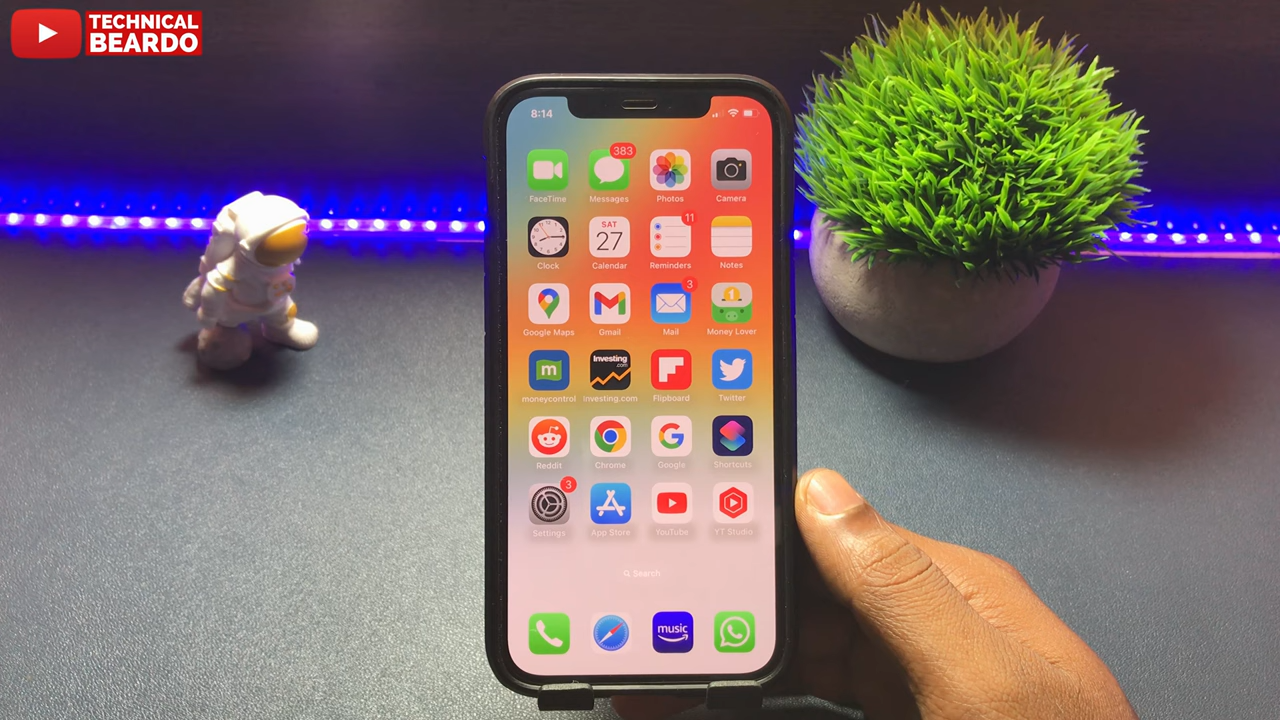 TECHNICAL
BEARDO
8:14
383
FaceTime
Messages
Photos
Camera
SAT
27
11
Clock
Calendar
Reminders
Notes
3
1
Google Maps
Gmail
Mail
Money Lover
m
Investing
.com
moneycontrol
investing.com
Flipboard
Twitter
G
Reddit
Chrome
Google
Shortcuts
3
Settings
App Store
YouTube
YT Studio
Search
music